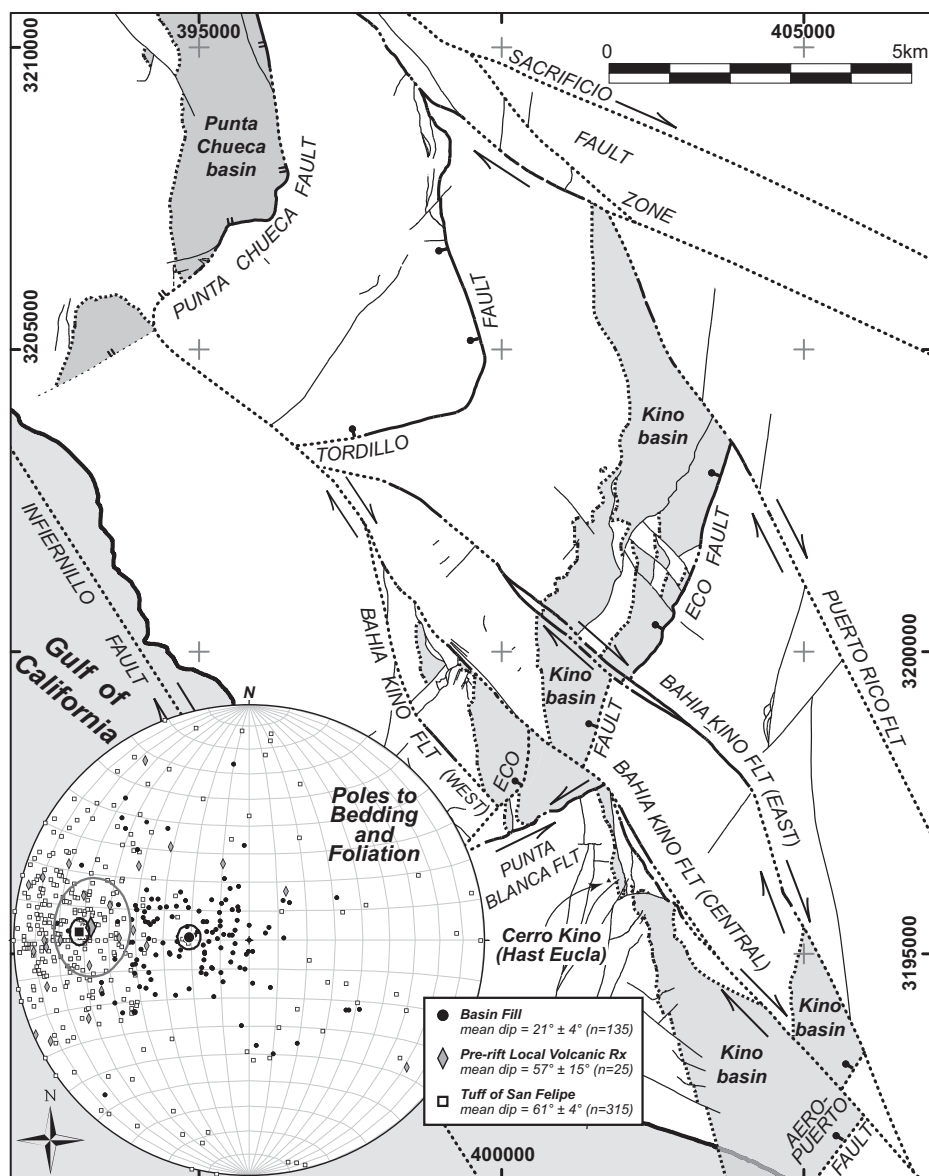 395000
405000
3210000
0
5km
SACRIFICIO
FAULT
ZONE
Punta
Chueca
basin
PUNTA CHUECA FAULT
FAULT
TORDILLO
3205000
3205000
Kino
basin
ECO FAULT
PUERTO RICO FLT
INFIERNILLO
FAULT
Gulf of
California
BAHIA KINO FLT (WEST)
3200000
Kino
basin
ECO
FAULT
BAHIA KINO FLT (EAST)
BAHIA KINO FLT (CENTRAL)
PUNTA
BLANCA FLT
Cerro Kino
(Hast Eucla)
3195000
Kino
basin
Kino
basin
AERO-
PUERTO
FAULT
400000
N
Poles to
Bedding
and
Foliation
Basin Fill
mean dip = 21° ± 4° (n=135)
Pre-rift Local Volcanic Rx
mean dip = 57° ± 15° (n=25)
Tuff of San Felipe
mean dip = 61° ± 4° (n=315)
N